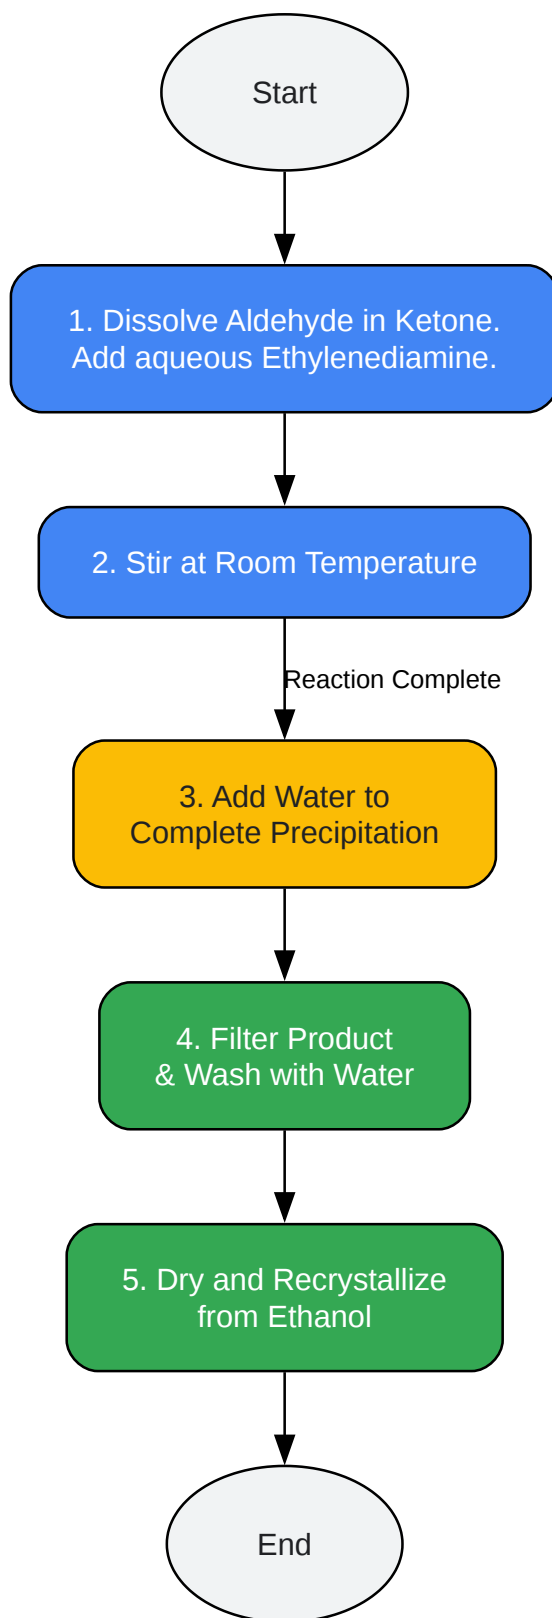 Start
1. Dissolve Aldehyde in Ketone.
Add aqueous Ethylenediamine.
2. Stir at Room Temperature
Reaction Complete
3. Add Water to
Complete Precipitation
4. Filter Product
& Wash with Water
5. Dry and Recrystallize
from Ethanol
End